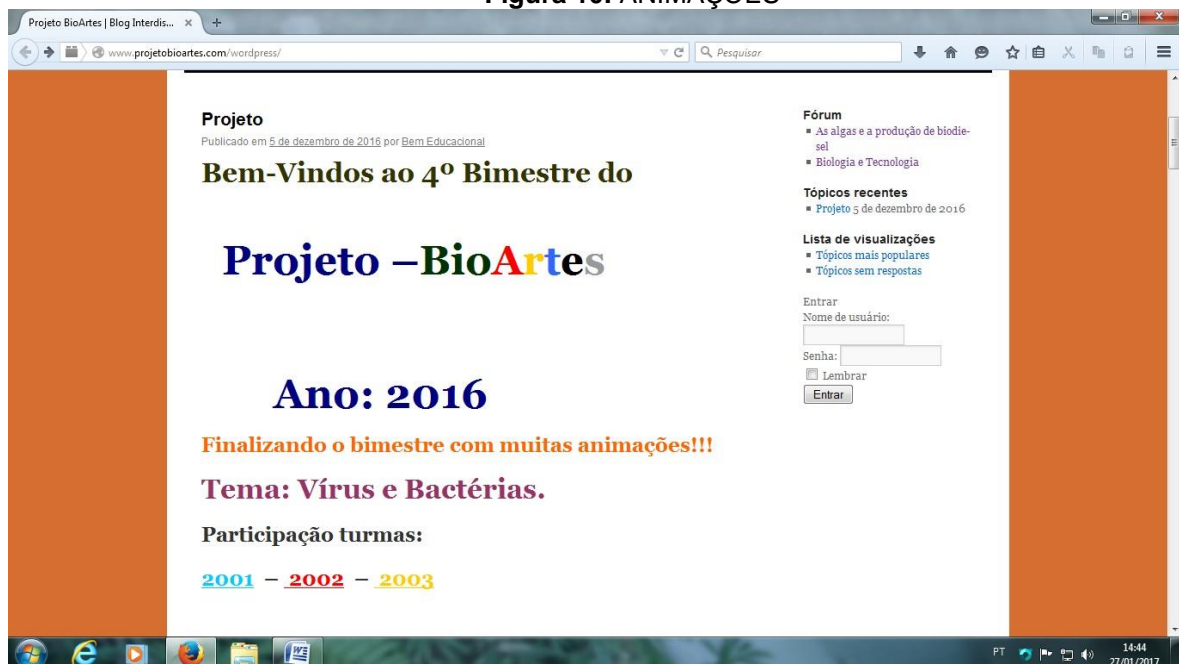 Figura 10: ANIMAÇÕES
Projeto BioArtes | Blog Interdis...
www.projetobioartes.com/wordpress/
Pesquisar
Projeto
Publicado em 5 de dezembro de 2016 por Bem Educacional
Bem-Vindos ao 4º Bimestre do
Projeto –BioArtes
Ano: 2016
Finalizando o bimestre com muitas animações!!!
Tema: Vírus e Bactérias.
Participação turmas:
2001 – 2002 – 2003
Fórum
As algas e a produção de biodie-
sel
Biologia e Tecnologia
Tópicos recentes
Projeto 5 de dezembro de 2016
Lista de visualizações
Tópicos mais populares
Tópicos sem respostas
Entrar
Nome de usuário:
Senha:
Lembrar
Entrar
PT
14:44
27/01/2017